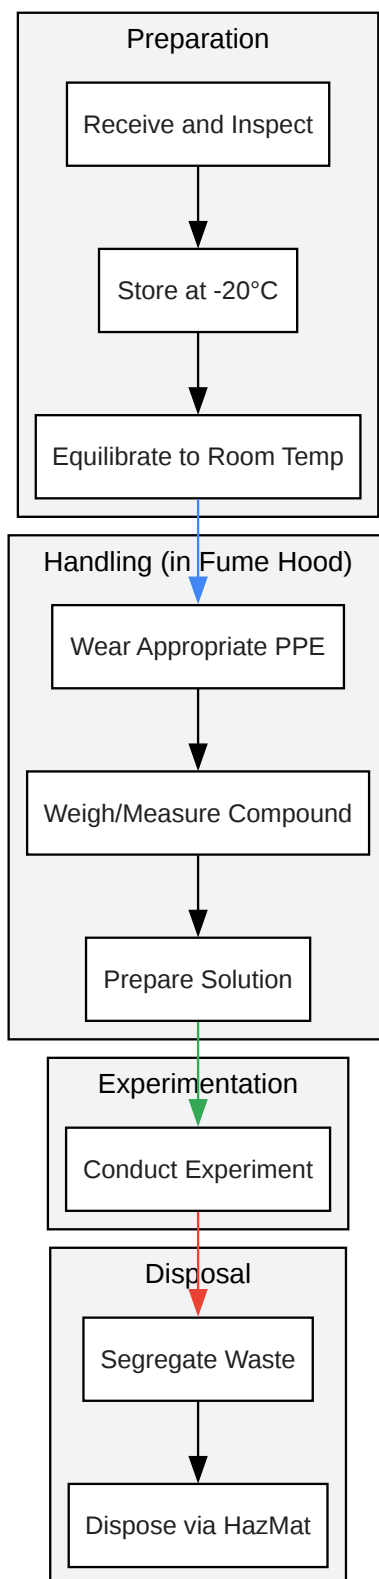 Preparation
Receive and Inspect
Store at -20°C
Equilibrate to Room Temp
Handling (in Fume Hood)
Wear Appropriate PPE
Weigh/Measure Compound
Prepare Solution
Experimentation
Conduct Experiment
Disposal
Segregate Waste
Dispose via HazMat